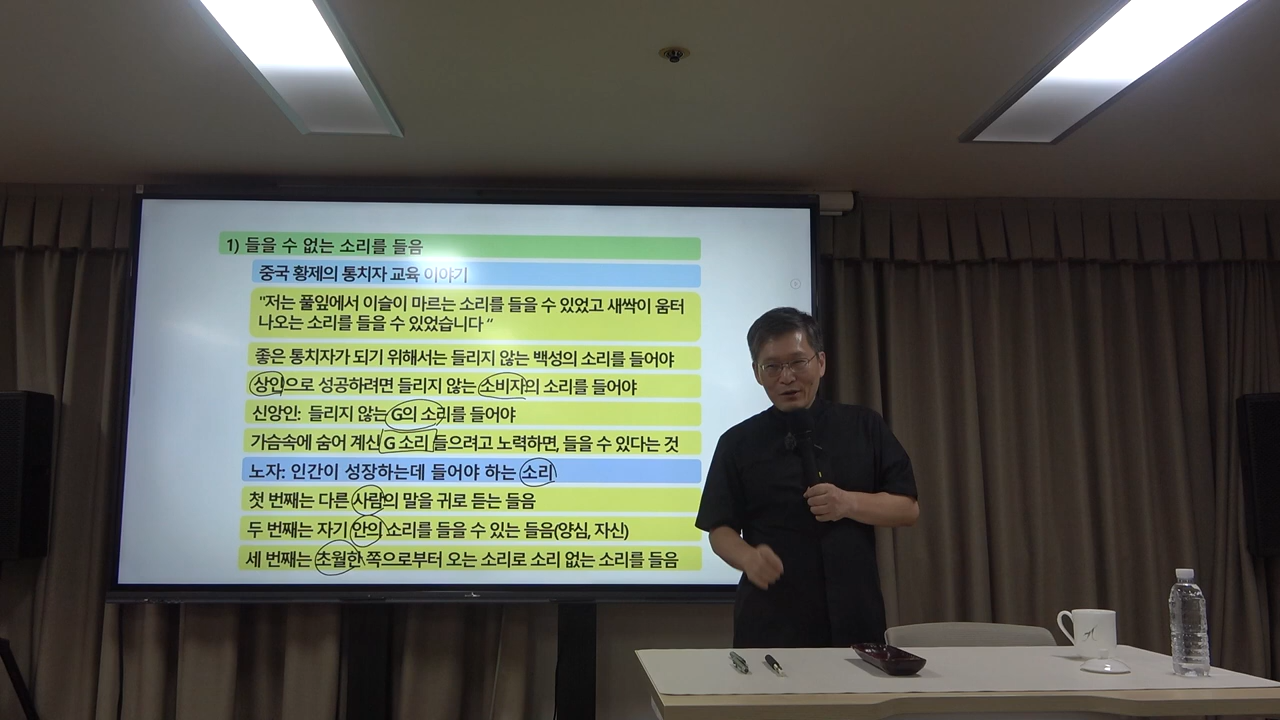 1) 들을 수 없는 소리를 들음
중국 황제의 통치자 교육 이야기
"저는 풀잎에서 이슬이 마르는 소리를 들을 수 있었고 새싹이 움터
나오는 소리를 들을 수 있었습니다 “
좋은 통치자가 되기 위해서는 들리지 않는 백성의 소리를 들어야
상인으로 성공하려면 들리지 않는 소비자의 소리를 들어야
신앙인: 들리지 않는 G의 소리를 들어야
가슴속에 숨어 계신 G 소리 들으려고 노력하면, 들을 수 있다는 것
노자: 인간이 성장하는데 들어야 하는 소리
첫 번째는 다른 사람의 말을 귀로 듣는 들음
두 번째는 자기 안의 소리를 들을 수 있는 들음(양심, 자신)
세 번째는 초월한 쪽으로부터 오는 소리로 소리 없는 소리를 들음